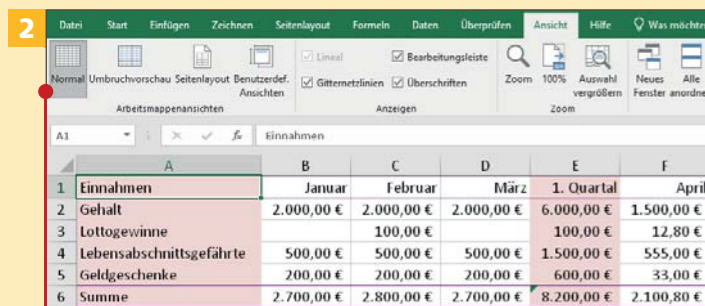 2
Datei Start Einfügen Zeichnen Seitenlayout Formeln Daten Überprüfen Ansicht Hilfe Was möchten
Normal Umbruchvorschau Seitenlayout Benutzerdef. Ansichten
Arbeitsmappenansichten
Lineal Bearbeitungsleiste
Gitternetzlinien Überschriften
Anzeigen
Zoom 100% Auswahl vergrößern
Zoom
Neues Fenster Alle anordnen
A1 fx Einnahmen
A B C D E F
1 Einnahmen Januar Februar März 1. Quartal April
2 Gehalt 2.000,00 € 2.000,00 € 2.000,00 € 6.000,00 € 1.500,00 €
3 Lottogewinne 100,00 € 100,00 € 12,80 €
4 Lebensabschnittsgefährte 500,00 € 500,00 € 500,00 € 1.500,00 € 555,00 €
5 Geldgeschenke 200,00 € 200,00 € 200,00 € 600,00 € 33,00 €
6 Summe 2.700,00 € 2.800,00 € 2.700,00 € 8.200,00 € 2.100,80 €